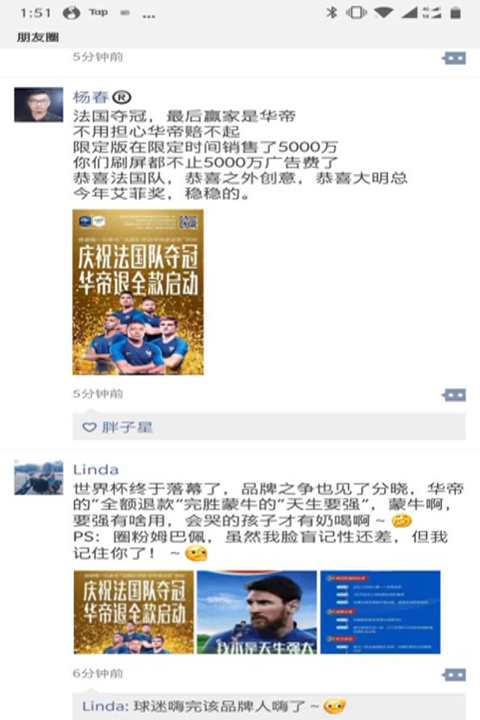 1:51 Tap ...
朋友圈
5分钟前
杨春®
法国夺冠，最后赢家是华帝
不用担心华帝赔不起
限定版在限定时间销售了5000万
你们刷屏都不止5000万广告费了
恭喜法国队，恭喜之外创意，恭喜大明总
今年艾菲奖，稳稳的。
庆祝法国队夺冠
华帝退全款启动
5分钟前
胖子星
Linda
世界杯终于落幕了，品牌之争也见了分晓，华帝
的“全额退款”完胜蒙牛的“天生要强”，蒙牛啊，
要强有啥用，会哭的孩子才有奶喝啊～
PS：圈粉姆巴佩，虽然我脸盲记性还差，但我
记住你了！～
庆祝法国队夺冠
华帝退全款启动
我不是天生强大
6分钟前
Linda: 球迷嗨完该品牌人嗨了～